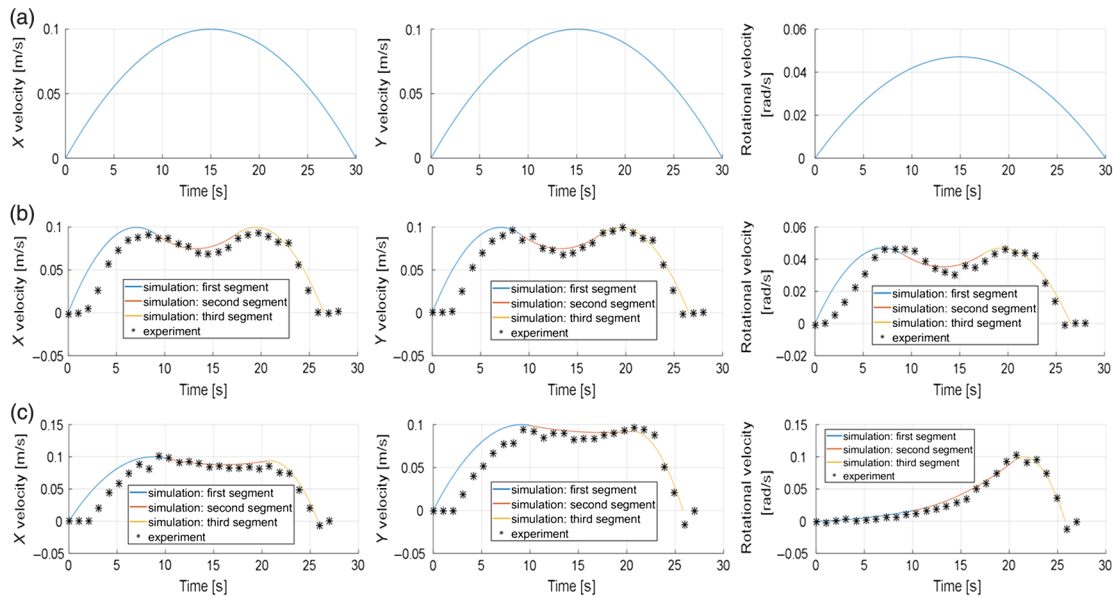 (a)
X velocity [m/s]
0.1
0.05
0
0 5 10 15 20 25 30
Time [s]
Y velocity [m/s]
0.1
0.05
0
0 5 10 15 20 25 30
Time [s]
Rotational velocity
[rad/s]
0.06
0.04
0.02
0
0 5 10 15 20 25 30
Time [s]
(b)
X velocity [m/s]
0.1
0.05
0
−0.05
simulation: first segment
simulation: second segment
simulation: third segment
* experiment
0 5 10 15 20 25 30
Time [s]
Y velocity [m/s]
0.1
0.05
0
−0.05
simulation: first segment
simulation: second segment
simulation: third segment
* experiment
0 5 10 15 20 25 30
Time [s]
Rotational velocity
[rad/s]
0.06
0.04
0.02
0
−0.02
simulation: first segment
simulation: second segment
simulation: third segment
* experiment
0 5 10 15 20 25 30
Time [s]
(c)
X velocity [m/s]
0.15
0.1
0.05
0
−0.05
simulation: first segment
simulation: second segment
simulation: third segment
* experiment
0 5 10 15 20 25 30
Time [s]
Y velocity [m/s]
0.1
0.05
0
−0.05
simulation: first segment
simulation: second segment
simulation: third segment
* experiment
0 5 10 15 20 25 30
Time [s]
Rotational velocity
[rad/s]
0.15
0.1
0.05
0
−0.05
simulation: first segment
simulation: second segment
simulation: third segment
* experiment
0 5 10 15 20 25 30
Time [s]